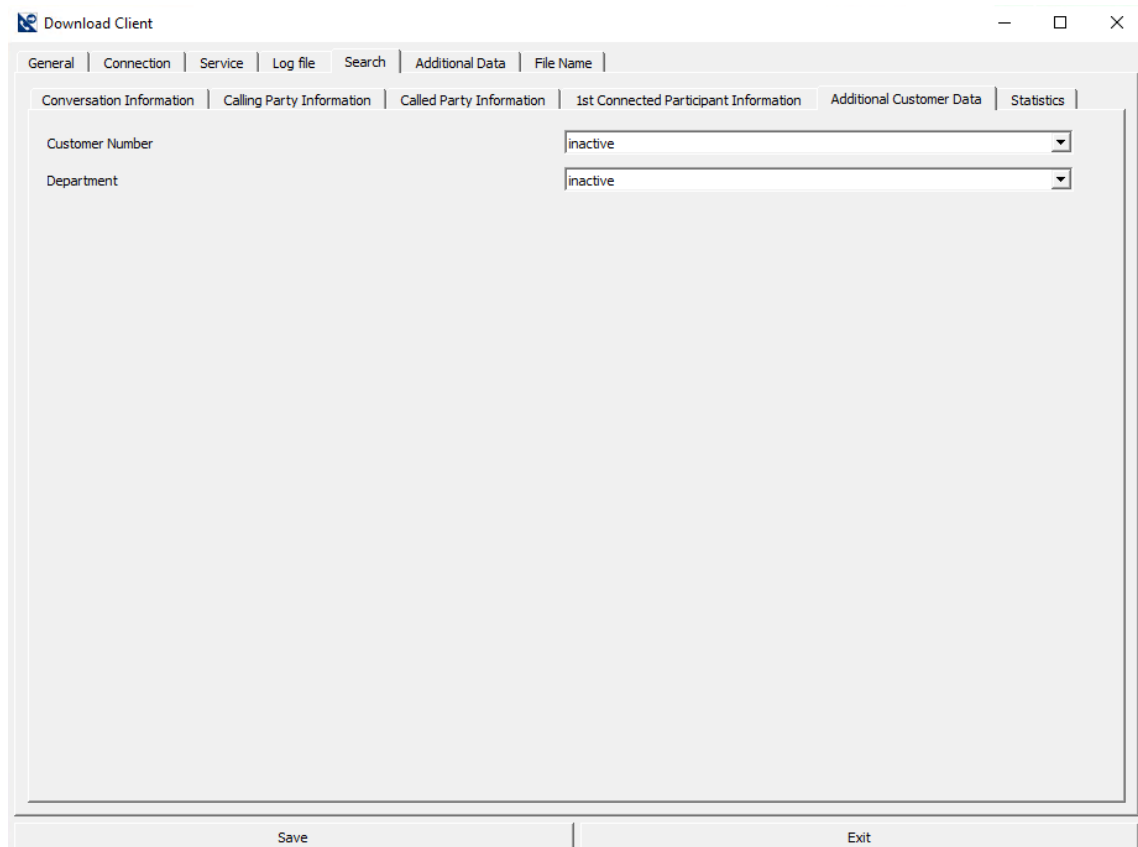 Download Client
General Connection Service Log file Search Additional Data File Name
Conversation Information Calling Party Information Called Party Information 1st Connected Participant Information Additional Customer Data Statistics
Customer Number inactive
Department inactive
Save Exit